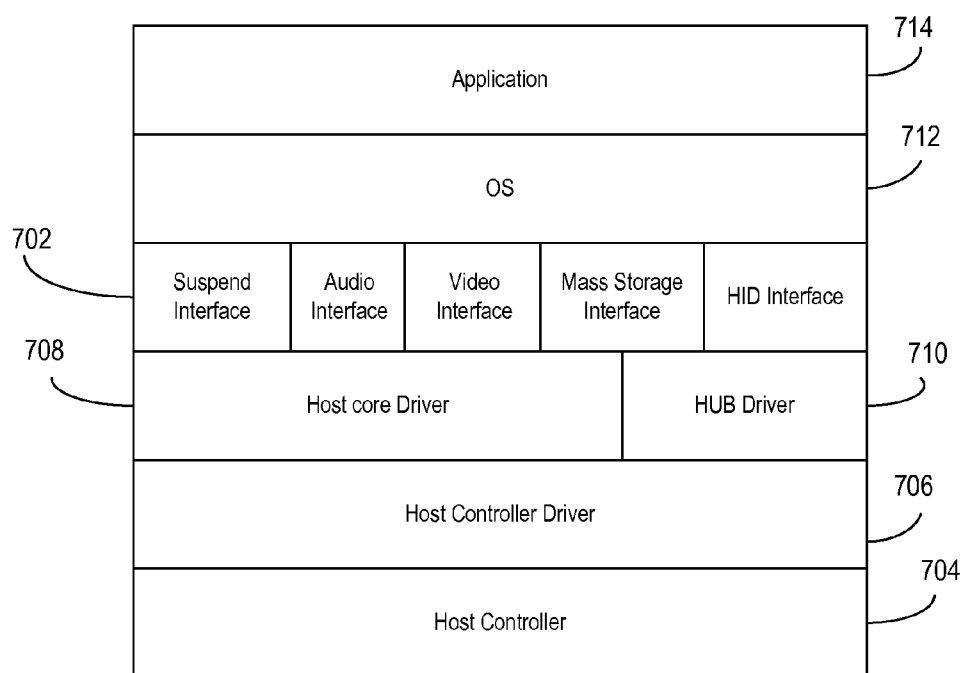 714
Application
712
OS
702
Suspend
Interface
Audio
Interface
Video
Interface
Mass Storage
Interface
HID Interface
708
Host core Driver
HUB Driver
710
706
Host Controller Driver
704
Host Controller